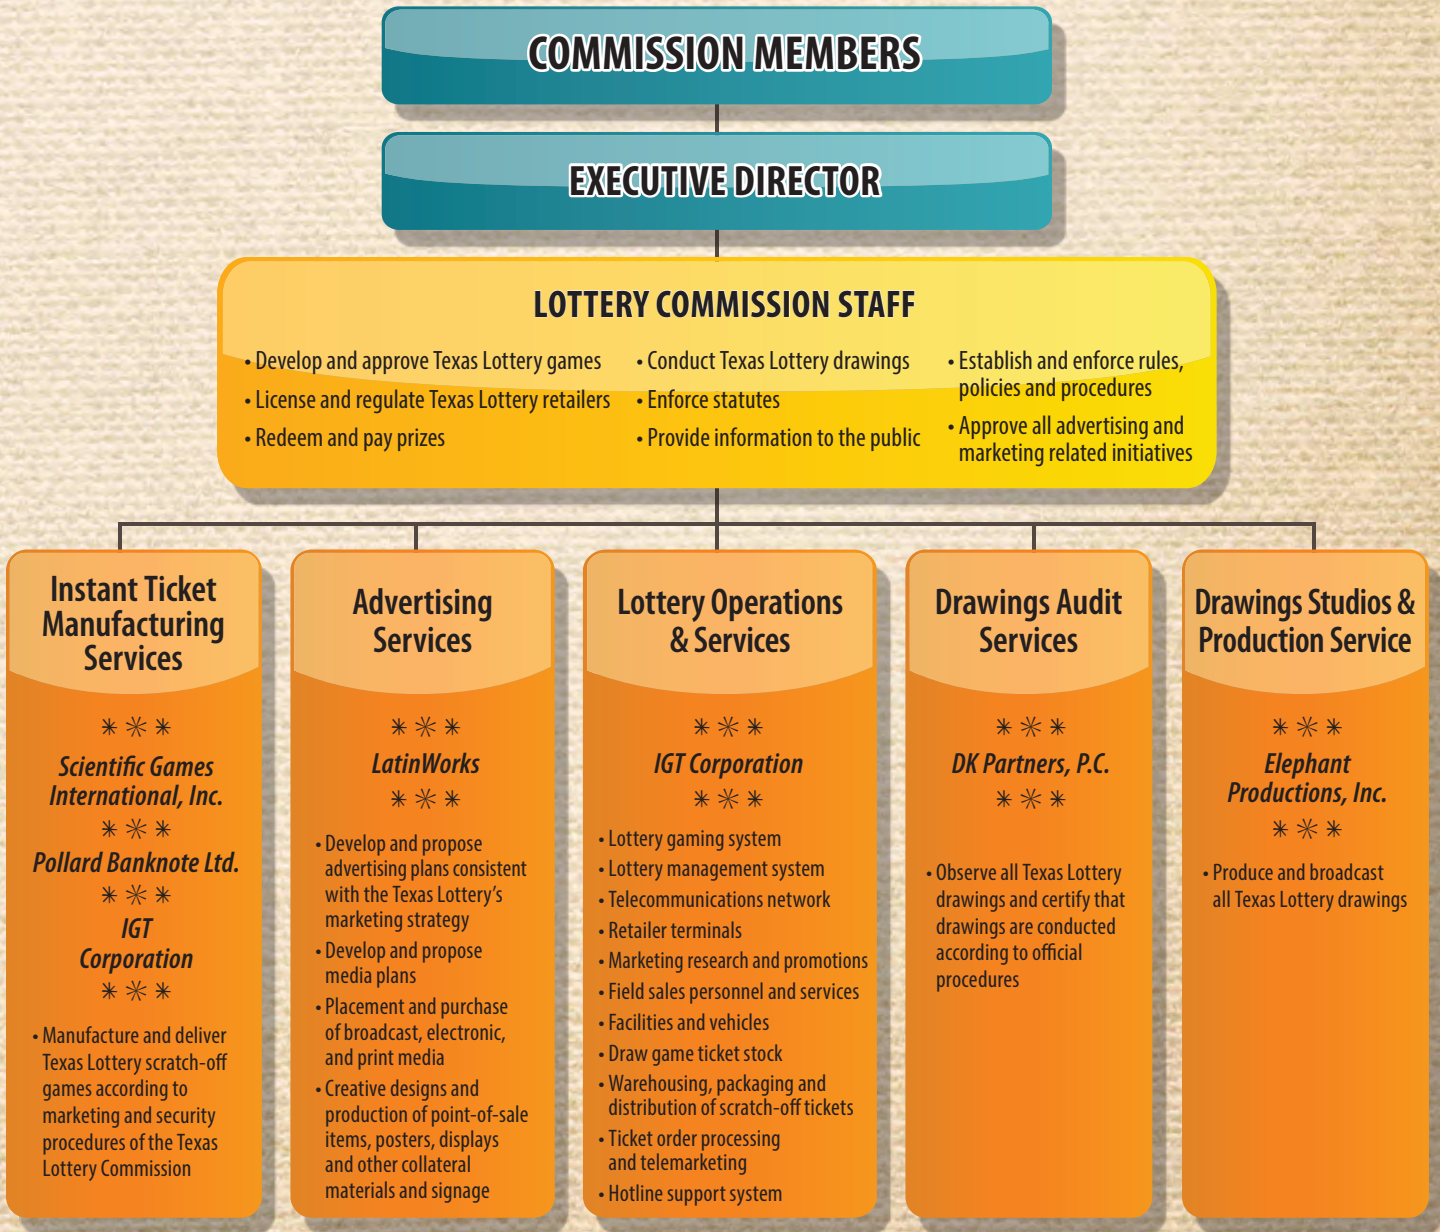 COMMISSION MEMBERS
EXECUTIVE DIRECTOR
LOTTERY COMMISSION STAFF
• Develop and approve Texas Lottery games
• License and regulate Texas Lottery retailers
• Redeem and pay prizes
• Conduct Texas Lottery drawings
• Enforce statutes
• Provide information to the public
• Establish and enforce rules,
policies and procedures
• Approve all advertising and
marketing related initiatives
Instant Ticket
Manufacturing
Services
Scientific Games
International, Inc.
Pollard Banknote Ltd.
IGT
Corporation
• Manufacture and deliver
Texas Lottery scratch-off
games according to
marketing and security
procedures of the Texas
Lottery Commission
Advertising
Services
LatinWorks
• Develop and propose
advertising plans consistent
with the Texas Lottery's
marketing strategy
• Develop and propose
media plans
• Placement and purchase
of broadcast, electronic,
and print media
• Creative designs and
production of point-of-sale
items, posters, displays
and other collateral
materials and signage
Lottery Operations
& Services
IGT Corporation
• Lottery gaming system
• Lottery management system
• Telecommunications network
• Retailer terminals
• Marketing research and promotions
• Field sales personnel and services
• Facilities and vehicles
• Draw game ticket stock
• Warehousing, packaging and
distribution of scratch-off tickets
• Ticket order processing
and telemarketing
• Hotline support system
Drawings Audit
Services
DK Partners, P.C.
• Observe all Texas Lottery
drawings and certify that
drawings are conducted
according to official
procedures
Drawings Studios &
Production Service
Elephant
Productions, Inc.
• Produce and broadcast
all Texas Lottery drawings